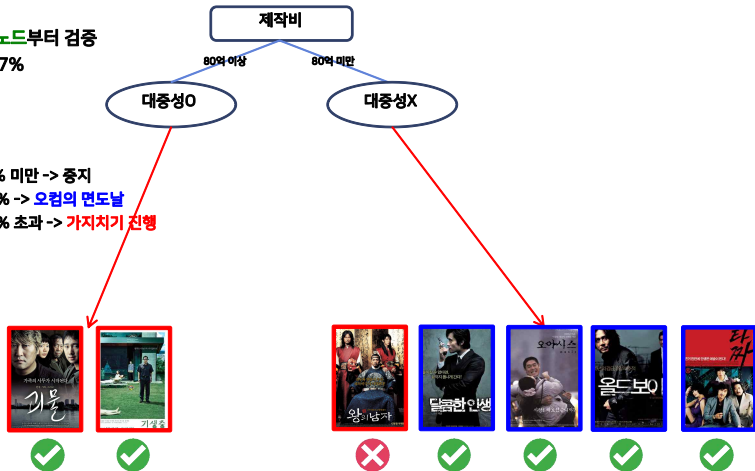 제작비
노드부터 검증
7%
80억 이상
80억 미만
대중성O
대중성X
% 미만 -> 중지
% -> 오컴의 면도날
% 초과 -> 가지치기 진행
괴물
기생충
왕의 남자
달콤한 인생
오아시스
올드보이
타짜